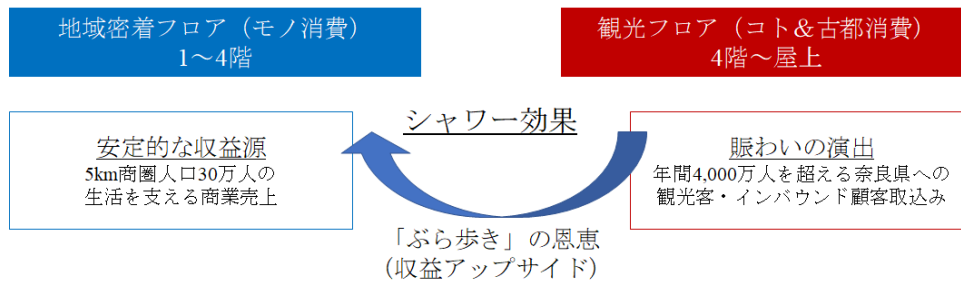 地域密着フロア（モノ消費）
1～4階
観光フロア（コト＆古都消費）
4階～屋上
シャワー効果
安定的な収益源
5km商圏人口30万人の
生活を支える商業売上
賑わいの演出
年間4,000万人を超える奈良県への
観光客・インバウンド顧客取込み
「ぶら歩き」の恩恵
（収益アップサイド）